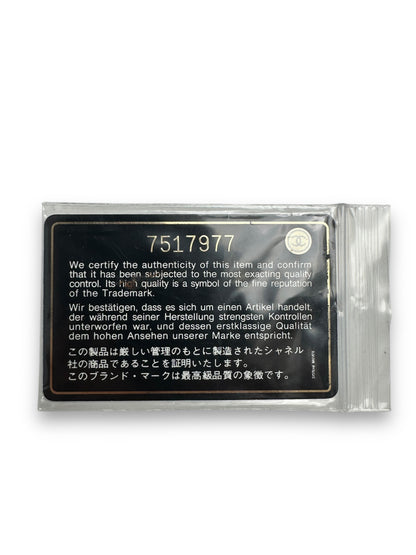 7517977
We certify the authenticity of this item and confirm
that it has been subjected to the most exacting quality
control. Its high quality is a symbol of the fine reputation
of the Trademark.
Wir bestätigen, dass es sich um einen Artikel handelt,
der während seiner Herstellung strengsten Kontrollen
unterworfen war, und dessen erstklassige Qualität
dem hohen Ansehen unserer Marke entspricht.
この製品は厳しい管理のもとに製造されたシャネル
社の商品であることを証明いたします。
このブランド・マークは最高級品質の象徴です。